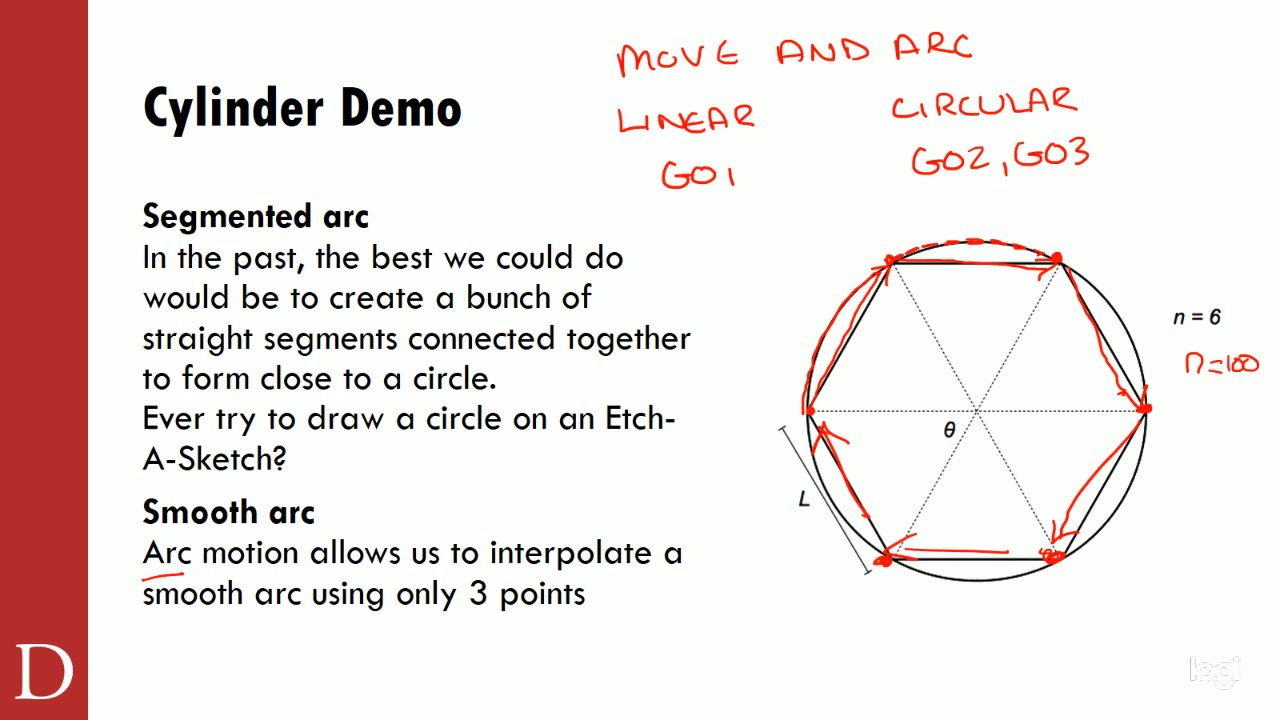 MOVE AND ARC
LINEAR CIRCULAR
G01 G02, G03
Cylinder Demo
Segmented arc
In the past, the best we could do
would be to create a bunch of
straight segments connected together
to form close to a circle.
Ever try to draw a circle on an Etch-
A-Sketch?
Smooth arc
Arc motion allows us to interpolate a
smooth arc using only 3 points
n = 6
n=100
θ
L
D
logi